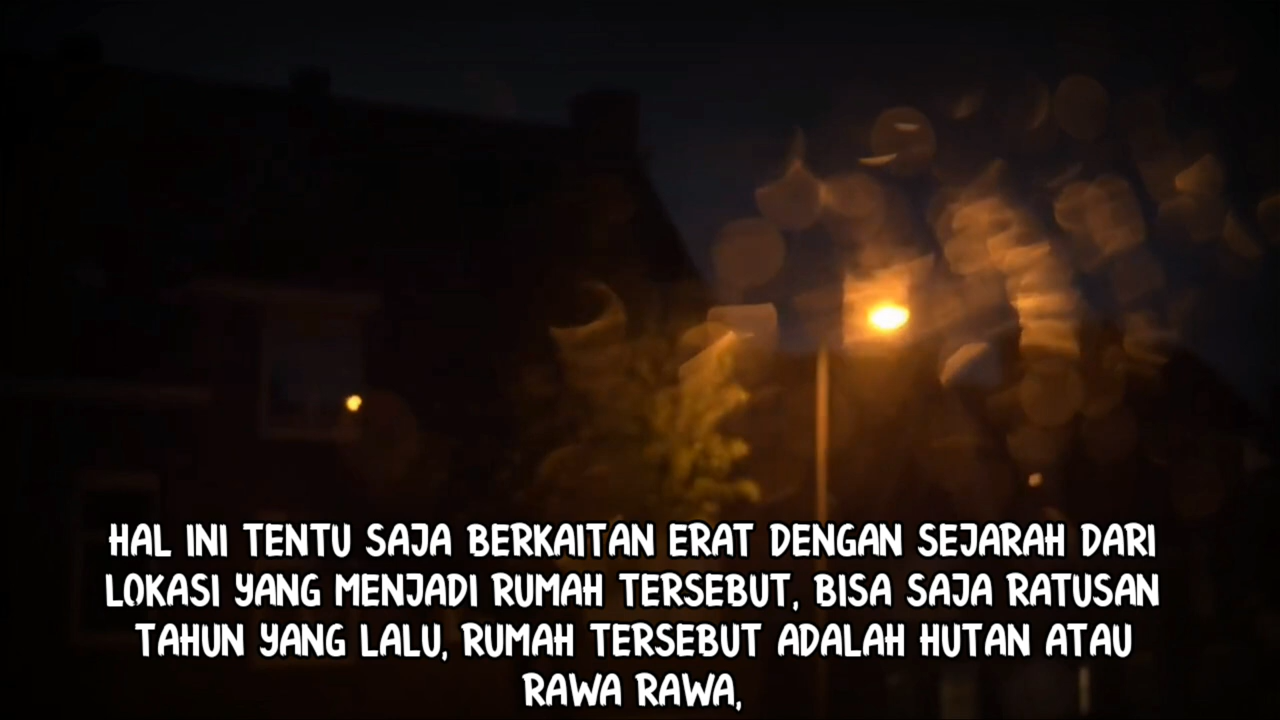 HAL INI TENTU SAJA BERKAITAN ERAT DENGAN SEJARAH DARI
LOKASI YANG MENJADI RUMAH TERSEBUT, BISA SAJA RATUSAN
TAHUN YANG LALU, RUMAH TERSEBUT ADALAH HUTAN ATAU
RAWA RAWA,